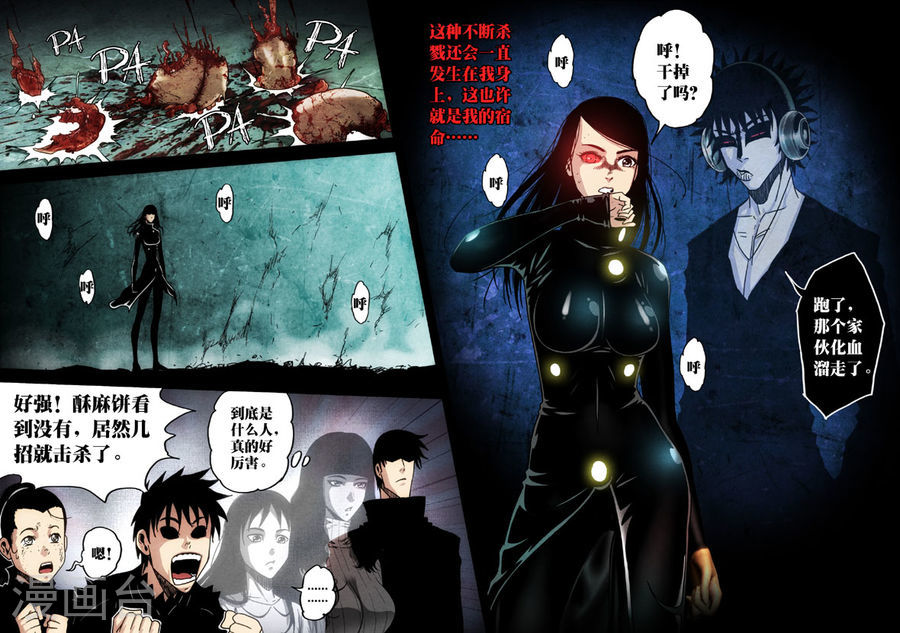 PA
PA
PA
PA
呼
呼
呼
呼
好强！酥麻饼看
到没有，居然几
招就击杀了。
到底是
什么人，
真的好
厉害。
嗯！
……
……
这种不断杀
戮还会一直
发生在我身
上，这也许
就是我的宿
命……
呼！
干掉
了吗？
呼
呼
呼
跑了，
那个家
伙化血
溜走了。
漫画台